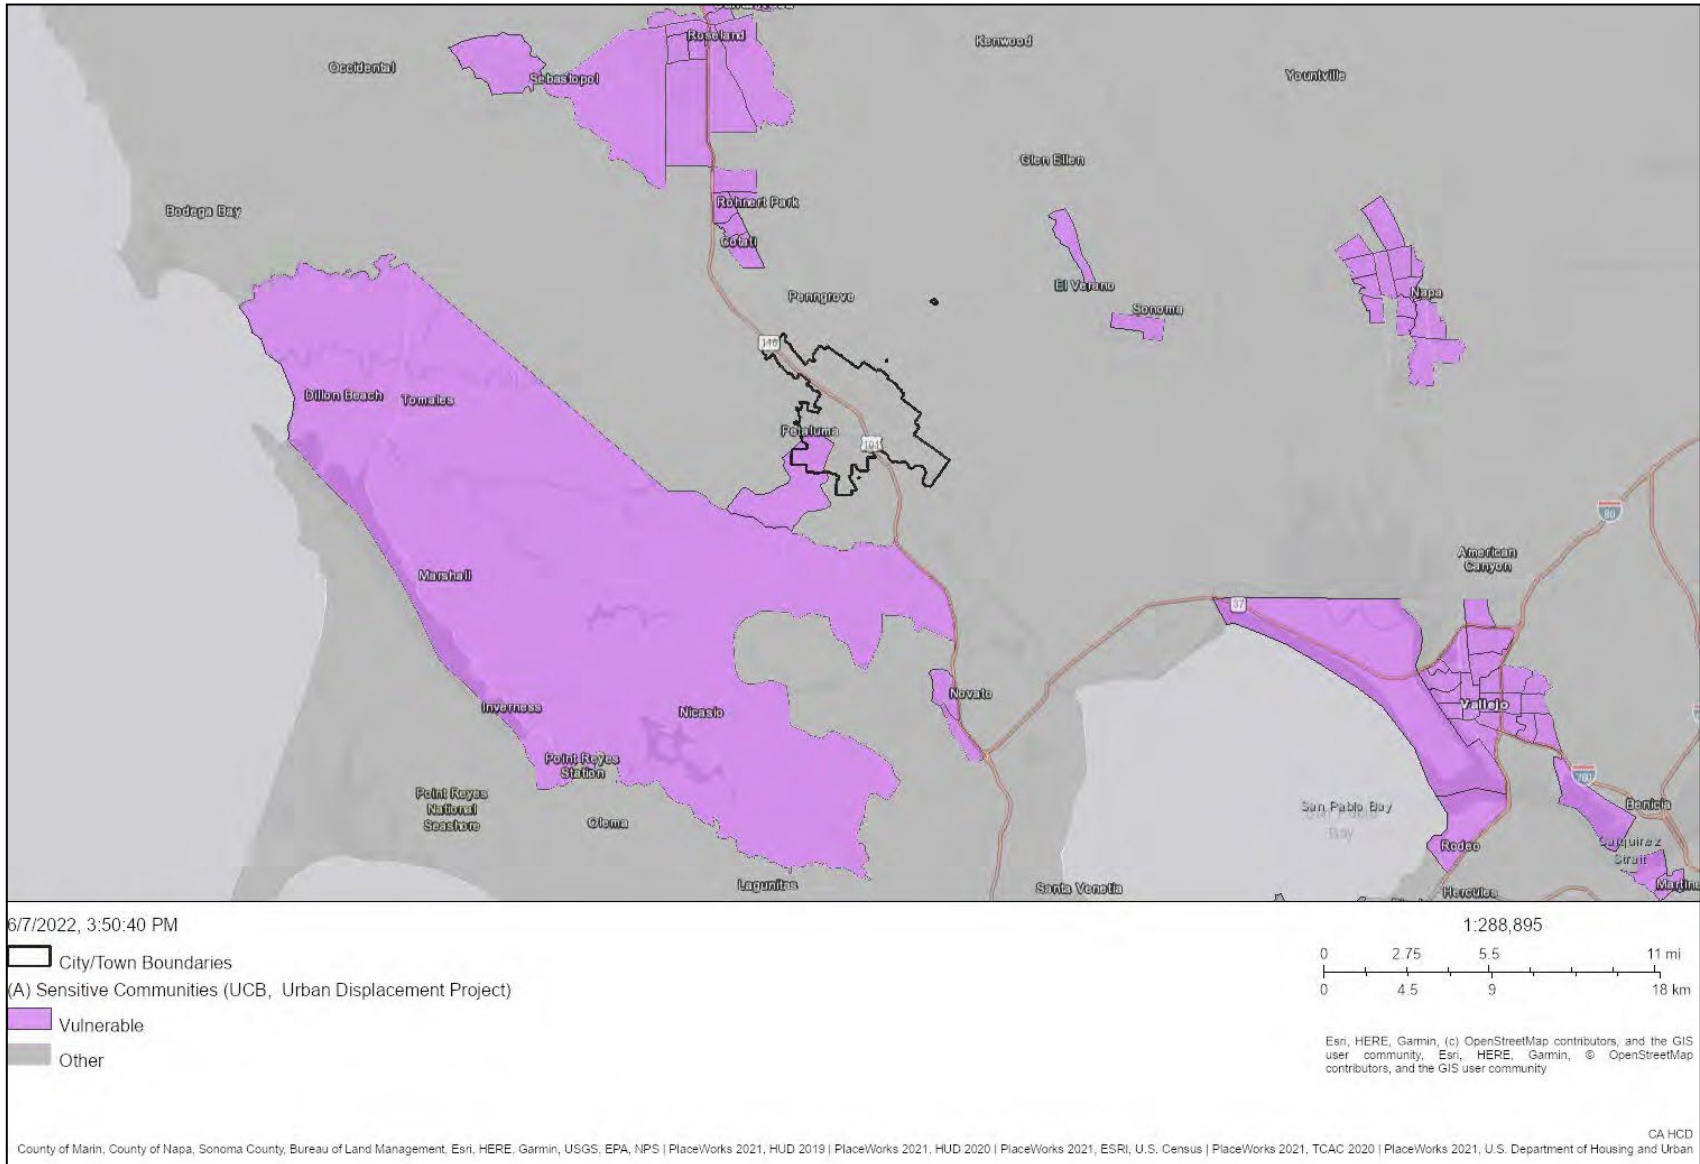 Roseland
Kenwood
Occidental
Sebastopol
Yountville
Glen Ellen
Rohnert Park
Bodega Bay
Cotati
El Verano
Napa
Penngrove
Sonoma
Dillon Beach
Tomales
Petaluma
101
80
American
Canyon
Marshall
37
Novato
Vallejo
Inverness
Nicasio
Point Reyes
Station
780
Point Reyes
National
Seashore
San Pablo Bay
Benicia
Olema
Rodeo
Carquinez
Strait
Lagunitas
Santa Venetia
Hercules
6/7/2022, 3:50:40 PM
1:288,895
City/Town Boundaries
0 2.75 5.5 11 mi
0 4.5 9 18 km
(A) Sensitive Communities (UCB, Urban Displacement Project)
Vulnerable
Other
Esri, HERE, Garmin, (c) OpenStreetMap contributors, and the GIS
user community, Esri, HERE, Garmin, © OpenStreetMap
contributors, and the GIS user community
CA HCD
County of Marin, County of Napa, Sonoma County, Bureau of Land Management, Esri, HERE, Garmin, USGS, EPA, NPS | PlaceWorks 2021, HUD 2019 | PlaceWorks 2021, HUD 2020 | PlaceWorks 2021, ESRI, U.S. Census | PlaceWorks 2021, TCAC 2020 | PlaceWorks 2021, U.S. Department of Housing and Urban